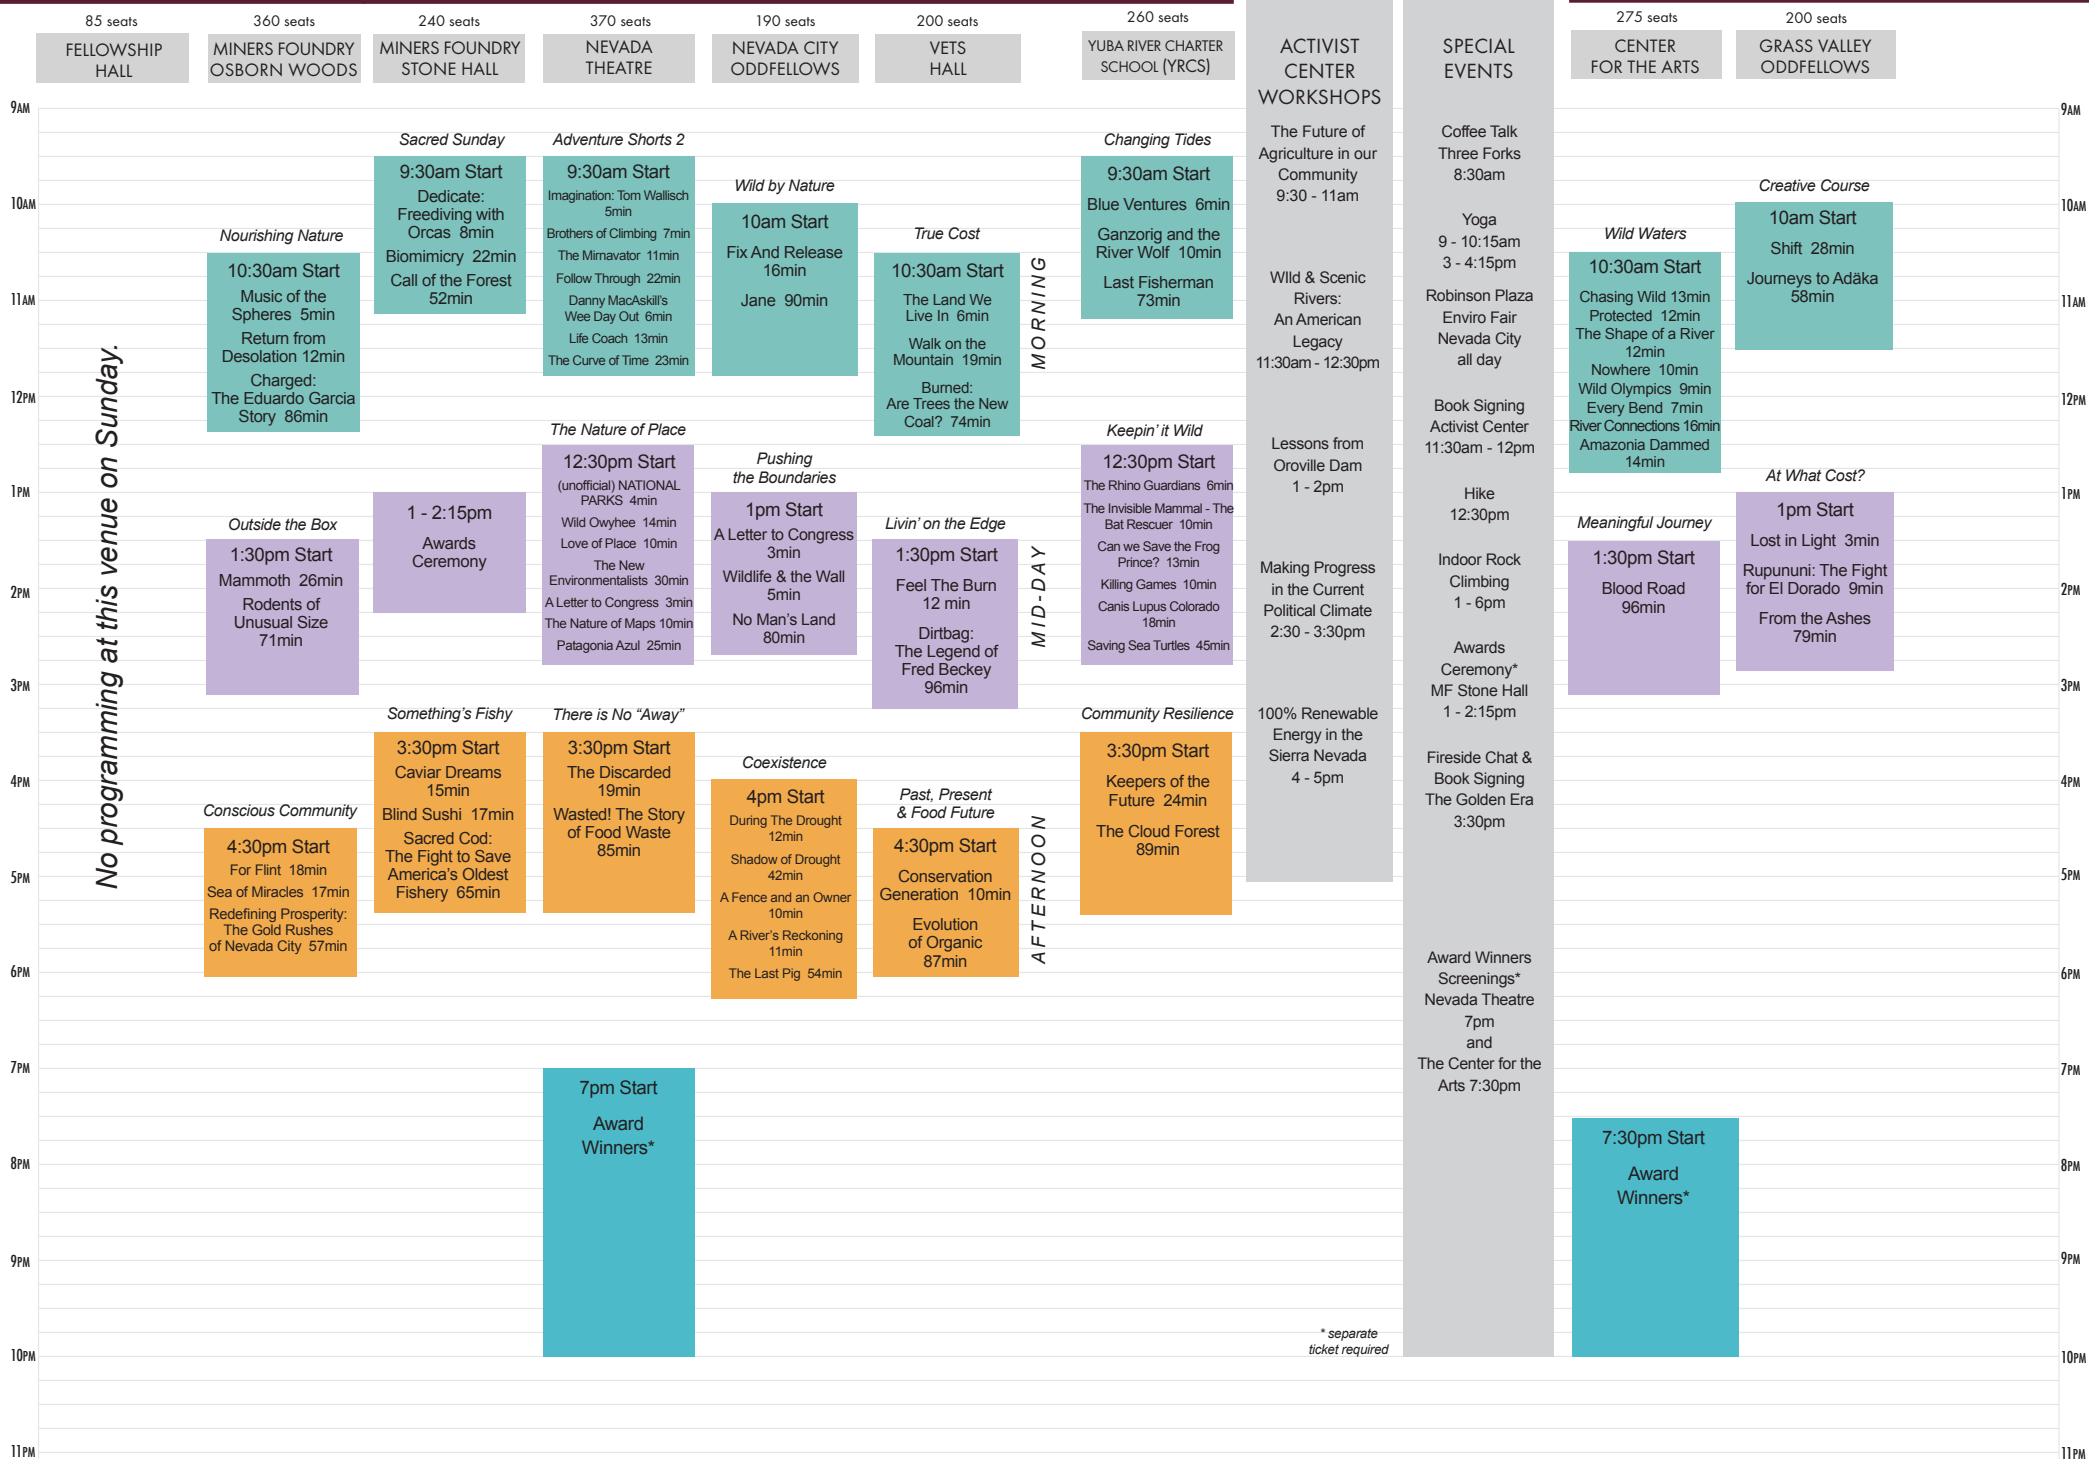 85 seats
FELLOWSHIP
HALL
No programming at this venue on Sunday.
360 seats
MINERS FOUNDRY
OSBORN WOODS
Nourishing Nature
10:30am Start
Music of the
Spheres 5min
Return from
Desolation 12min
Charged:
The Eduardo Garcia
Story 86min
Outside the Box
1:30pm Start
Mammoth 26min
Rodents of
Unusual Size
71min
Conscious Community
4:30pm Start
For Flint 18min
Sea of Miracles 17min
Redefining Prosperity:
The Gold Rushes
of Nevada City 57min
240 seats
MINERS FOUNDRY
STONE HALL
Sacred Sunday
9:30am Start
Dedicate:
Freediving with
Orcas 8min
Biomimicry 22min
Call of the Forest
52min
1 - 2:15pm
Awards
Ceremony
Something's Fishy
3:30pm Start
Caviar Dreams
15min
Blind Sushi 17min
Sacred Cod:
The Fight to Save
America's Oldest
Fishery 65min
370 seats
NEVADA
THEATRE
Adventure Shorts 2
9:30am Start
Imagination: Tom Wallisch
5min
Brothers of Climbing 7min
The Mirnavator 11min
Follow Through 22min
Danny MacAskill's
Wee Day Out 6min
Life Coach 13min
The Curve of Time 23min
The Nature of Place
12:30pm Start
(unofficial) NATIONAL
PARKS 4min
Wild Owyhee 14min
Love of Place 10min
The New
Environmentalists 30min
A Letter to Congress 3min
The Nature of Maps 10min
Patagonia Azul 25min
There is No “Away”
3:30pm Start
The Discarded
19min
Wasted! The Story
of Food Waste
85min
7pm Start
Award
Winners*
190 seats
NEVADA CITY
ODDFELLOWS
Wild by Nature
10am Start
Fix And Release
16min
Jane 90min
Pushing
the Boundaries
1pm Start
A Letter to Congress
3min
Wildlife & the Wall
5min
No Man's Land
80min
Coexistence
4pm Start
During The Drought
12min
Shadow of Drought
42min
A Fence and an Owner
10min
A River's Reckoning
11min
The Last Pig 54min
200 seats
VETS
HALL
True Cost
10:30am Start
The Land We
Live In 6min
Walk on the
Mountain 19min
Burned:
Are Trees the New
Coal? 74min
Livin' on the Edge
1:30pm Start
Feel The Burn
12 min
Dirtbag:
The Legend of
Fred Beckey
96min
Past, Present
& Food Future
4:30pm Start
Conservation
Generation 10min
Evolution
of Organic
87min
MORNING
MID-DAY
AFTERNOON
260 seats
YUBA RIVER CHARTER
SCHOOL (YRCS)
Changing Tides
9:30am Start
Blue Ventures 6min
Ganzorig and the
River Wolf 10min
Last Fisherman
73min
Keepin' it Wild
12:30pm Start
The Rhino Guardians 6min
The Invisible Mammal - The
Bat Rescuer 10min
Can we Save the Frog
Prince? 13min
Killing Games 10min
Canis Lupus Colorado
18min
Saving Sea Turtles 45min
Community Resilience
3:30pm Start
Keepers of the
Future 24min
The Cloud Forest
89min
ACTIVIST
CENTER
WORKSHOPS
The Future of
Agriculture in our
Community
9:30 - 11am
WIld & Scenic
Rivers:
An American
Legacy
11:30am - 12:30pm
Lessons from
Oroville Dam
1 - 2pm
Making Progress
in the Current
Political Climate
2:30 - 3:30pm
100% Renewable
Energy in the
Sierra Nevada
4 - 5pm
* separate
ticket required
SPECIAL
EVENTS
Coffee Talk
Three Forks
8:30am
Yoga
9 - 10:15am
3 - 4:15pm
Robinson Plaza
Enviro Fair
Nevada City
all day
Book Signing
Activist Center
11:30am - 12pm
Hike
12:30pm
Indoor Rock
Climbing
1 - 6pm
Awards
Ceremony*
MF Stone Hall
1 - 2:15pm
Fireside Chat &
Book Signing
The Golden Era
3:30pm
Award Winners
Screenings*
Nevada Theatre
7pm
and
The Center for the
Arts 7:30pm
275 seats
CENTER
FOR THE ARTS
Wild Waters
10:30am Start
Chasing Wild 13min
Protected 12min
The Shape of a River
12min
Nowhere 10min
Wild Olympics 9min
Every Bend 7min
River Connections 16min
Amazonia Dammed
14min
Meaningful Journey
1:30pm Start
Blood Road
96min
7:30pm Start
Award
Winners*
200 seats
GRASS VALLEY
ODDFELLOWS
Creative Course
10am Start
Shift 28min
Journeys to Adäka
58min
At What Cost?
1pm Start
Lost in Light 3min
Rupununi: The Fight
for El Dorado 9min
From the Ashes
79min
9AM
10AM
11AM
12PM
1PM
2PM
3PM
4PM
5PM
6PM
7PM
8PM
9PM
10PM
11PM
9AM
10AM
11AM
12PM
1PM
2PM
3PM
4PM
5PM
6PM
7PM
8PM
9PM
10PM
11PM